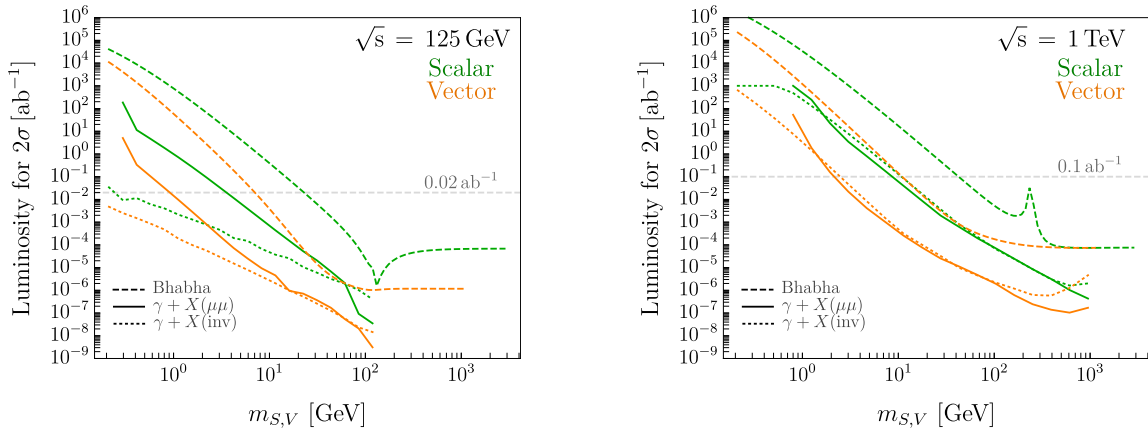 √s = 125 GeV
Scalar
Vector
0.02 ab⁻¹
Bhabha
γ + X(μμ)
γ + X(inv)
Luminosity for 2σ [ab⁻¹]
10⁶
10⁵
10⁴
10³
10²
10¹
10⁰
10⁻¹
10⁻²
10⁻³
10⁻⁴
10⁻⁵
10⁻⁶
10⁻⁷
10⁻⁸
10⁻⁹
10⁰ 10¹ 10² 10³
m_{S,V} [GeV]
√s = 1 TeV
Scalar
Vector
0.1 ab⁻¹
Bhabha
γ + X(μμ)
γ + X(inv)
Luminosity for 2σ [ab⁻¹]
10⁶
10⁵
10⁴
10³
10²
10¹
10⁰
10⁻¹
10⁻²
10⁻³
10⁻⁴
10⁻⁵
10⁻⁶
10⁻⁷
10⁻⁸
10⁻⁹
10⁰ 10¹ 10² 10³
m_{S,V} [GeV]